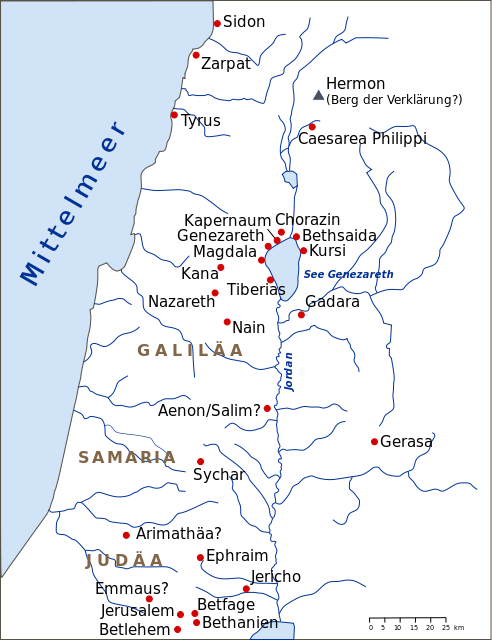 Sidon
Zarpat
Hermon
(Berg der Verklärung?)
Tyrus
Caesarea Philippi
Mittelmeer
Kapernaum
Chorazin
Genezareth
Bethsaida
Magdala
Kursi
Kana
See Genezareth
Tiberias
Nazareth
Gadara
Nain
GALILÄA
Jordan
Aenon/Salim?
Gerasa
SAMARIA
Sychar
Arimathäa?
JUDÄA
Ephraim
Jericho
Emmaus?
Betfage
Jerusalem
Bethanien
Betlehem
0 5 10 15 20 25 km